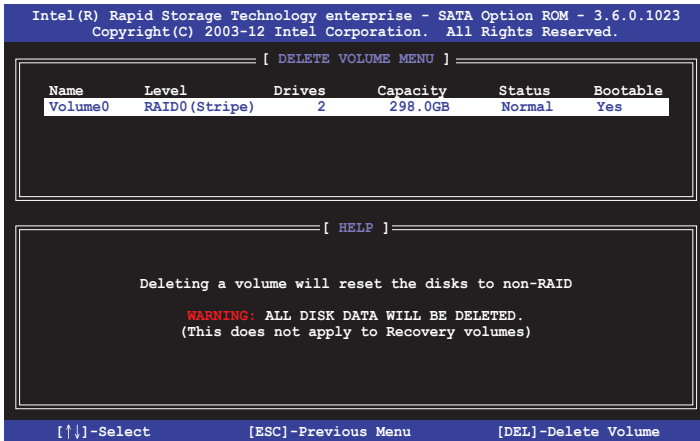 Intel(R) Rapid Storage Technology enterprise - SATA Option ROM - 3.6.0.1023
Copyright(C) 2003-12 Intel Corporation. All Rights Reserved.
[ DELETE VOLUME MENU ]
Name Level Drives Capacity Status Bootable
Volume0 RAID0(Stripe) 2 298.0GB Normal Yes
[ HELP ]
Deleting a volume will reset the disks to non-RAID
WARNING: ALL DISK DATA WILL BE DELETED.
(This does not apply to Recovery volumes)
[↑↓]-Select [ESC]-Previous Menu [DEL]-Delete Volume